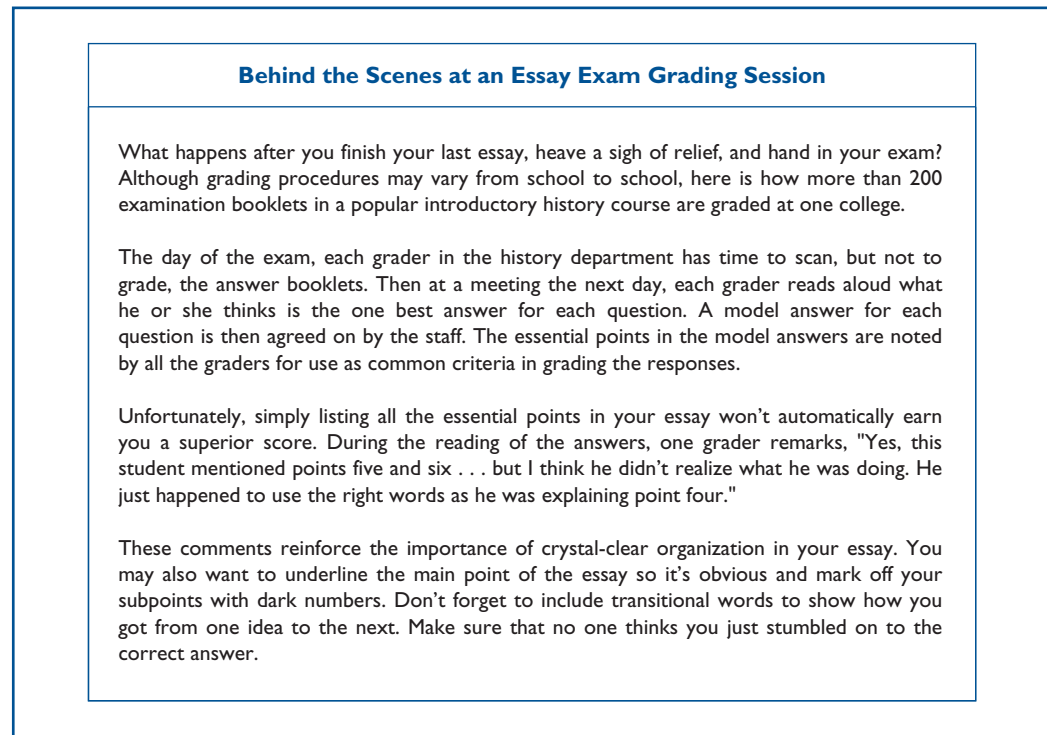 Behind the Scenes at an Essay Exam Grading Session
What happens after you finish your last essay, heave a sigh of relief, and hand in your exam?
Although grading procedures may vary from school to school, here is how more than 200
examination booklets in a popular introductory history course are graded at one college.
The day of the exam, each grader in the history department has time to scan, but not to
grade, the answer booklets. Then at a meeting the next day, each grader reads aloud what
he or she thinks is the one best answer for each question. A model answer for each
question is then agreed on by the staff. The essential points in the model answers are noted
by all the graders for use as common criteria in grading the responses.
Unfortunately, simply listing all the essential points in your essay won’t automatically earn
you a superior score. During the reading of the answers, one grader remarks, "Yes, this
student mentioned points five and six . . . but I think he didn’t realize what he was doing. He
just happened to use the right words as he was explaining point four."
These comments reinforce the importance of crystal-clear organization in your essay. You
may also want to underline the main point of the essay so it’s obvious and mark off your
subpoints with dark numbers. Don’t forget to include transitional words to show how you
got from one idea to the next. Make sure that no one thinks you just stumbled on to the
correct answer.